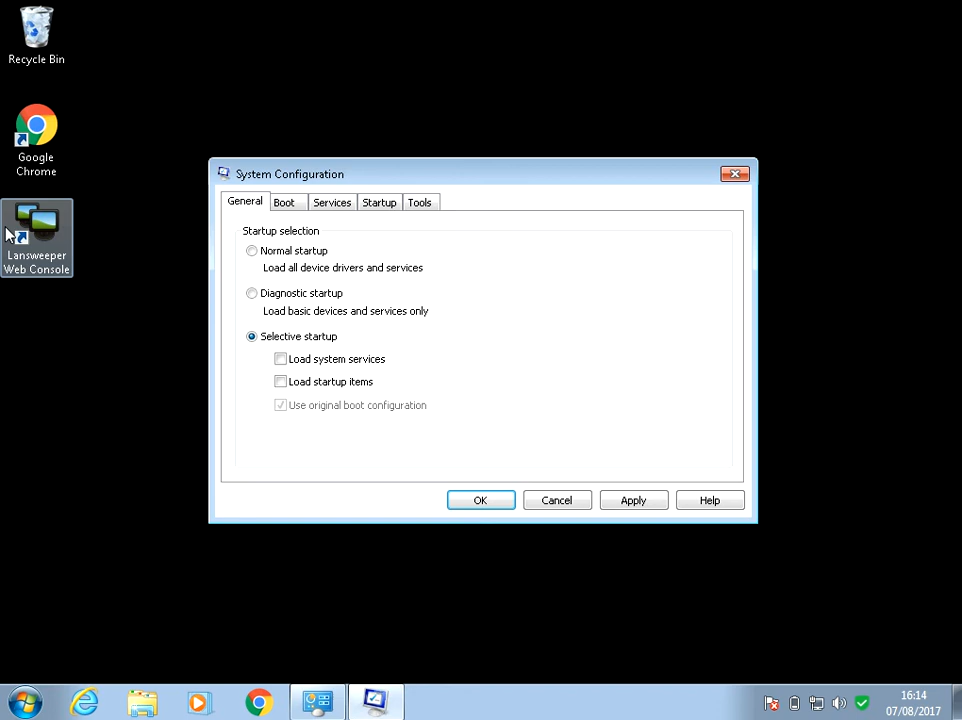 Recycle Bin
Google
Chrome
Lansweeper
Web Console
System Configuration
General
Boot
Services
Startup
Tools
Startup selection
Normal startup
Load all device drivers and services
Diagnostic startup
Load basic devices and services only
Selective startup
Load system services
Load startup items
Use original boot configuration
OK
Cancel
Apply
Help
16:14
07/08/2017